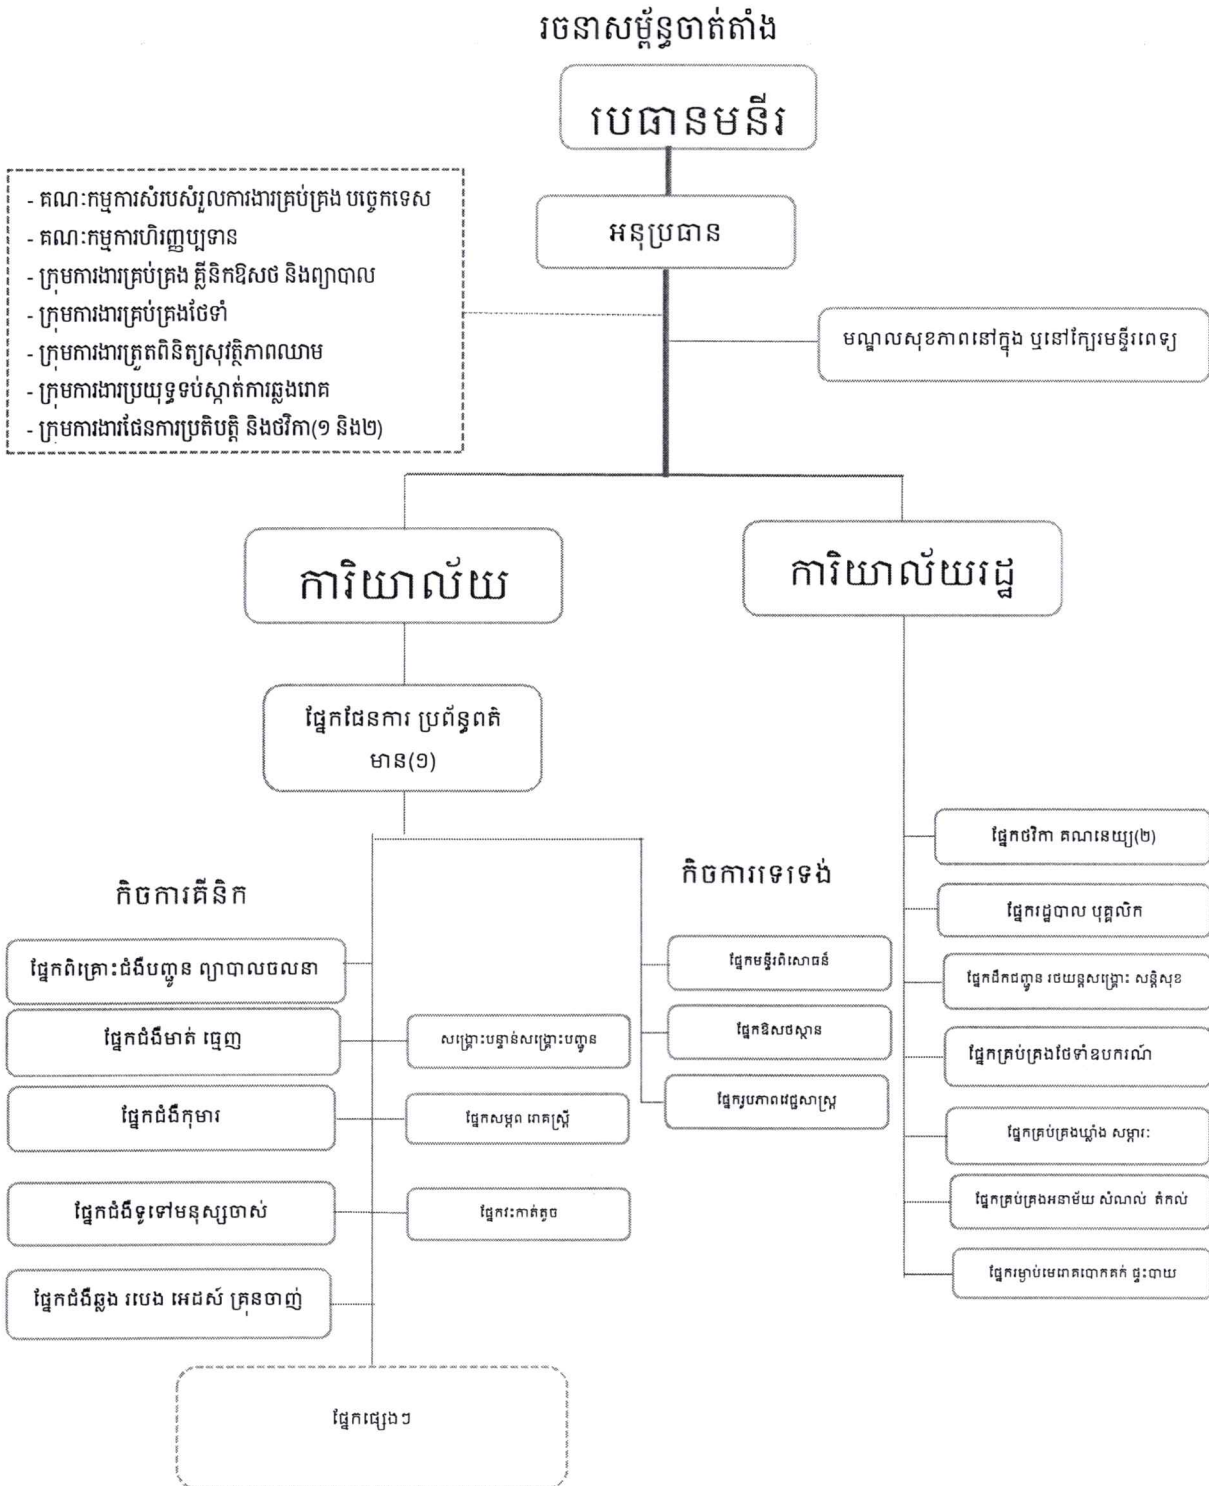 រចនាសម្ព័ន្ធចាត់តាំង
របធានមនីរ
អនុប្រធាន
- គណៈកម្មការសំរបសំរួលការងារគ្រប់គ្រង បច្ចេកទេស
- គណៈកម្មការហិរញ្ញប្បទាន
- ក្រុមការងារគ្រប់គ្រង គ្លីនិកឱសថ និងព្យាបាល
- ក្រុមការងារគ្រប់គ្រងថែទាំ
- ក្រុមការងារត្រួតពិនិត្យសុវត្ថិភាពឈាម
- ក្រុមការងារប្រយុទ្ធទប់ស្កាត់ការឆ្លងរោគ
- ក្រុមការងារផែនការប្រតិបត្តិ និងថវិកា(១ និង២)
មណ្ឌលសុខភាពនៅក្នុង ឬនៅក្បែរមន្ទីរពេទ្យ
ការិយាល័យ
ការិយាល័យរដ្ឋ
ផ្នែកផែនការ ប្រព័ន្ធពត៌
មាន(១)
កិច្ចការគីនិក
ផ្នែកពិគ្រោះជំងឺបញ្ជូន ព្យាបាលចលនា
ផ្នែកជំងឺមាត់ ធ្មេញ
ផ្នែកជំងឺកុមារ
ផ្នែកជំងឺទូទៅមនុស្សចាស់
ផ្នែកជំងឺឆ្លង របេង អេដស៍ គ្រុនចាញ់
សង្គ្រោះបន្ទាន់សង្គ្រោះបញ្ជូន
ផ្នែកសម្ភព រោគស្ត្រី
ផ្នែកវះកាត់តូច
ផ្នែកផ្សេងៗ
កិច្ចការទេរទង់
ផ្នែកមន្ទីរពិសោធន៍
ផ្នែកឱសថស្ថាន
ផ្នែករូបភាពវេជ្ជសាស្ត្រ
ផ្នែកថវិកា គណនេយ្យ(២)
ផ្នែករដ្ឋបាល បុគ្គលិក
ផ្នែកដឹកជញ្ជូន រថយន្តសង្គ្រោះ សន្តិសុខ
ផ្នែកគ្រប់គ្រងថែទាំឧបករណ៍
ផ្នែកគ្រប់គ្រងឃ្លាំង សម្ភារៈ
ផ្នែកគ្រប់គ្រងអនាម័យ សំណល់ តំកល់
ផ្នែករម្ងាប់មេរោគបោកគក់ ផ្ទះបាយ